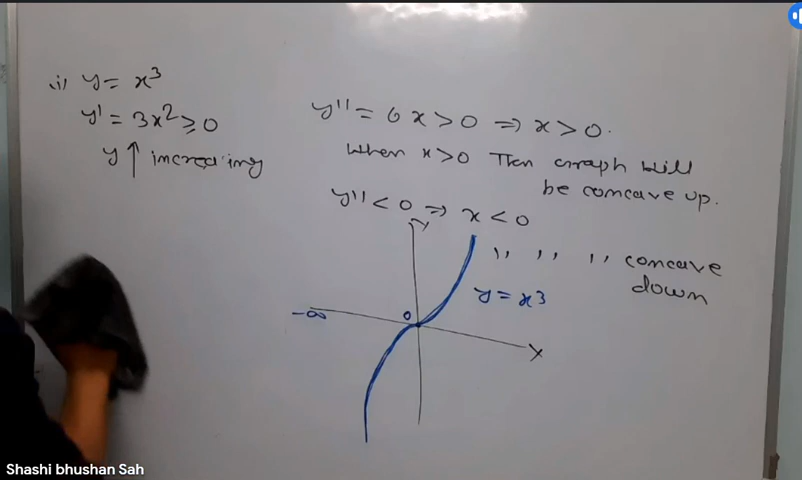 ii) y = x³
y' = 3x² ≥ 0
y ↑ increasing
y'' = 6x > 0 ⇒ x > 0.
When x > 0 Then graph will
be concave up.
y'' < 0 ⇒ x < 0
" " " concave
down
y = x³
-∞
0
X
Shashi bhushan Sah